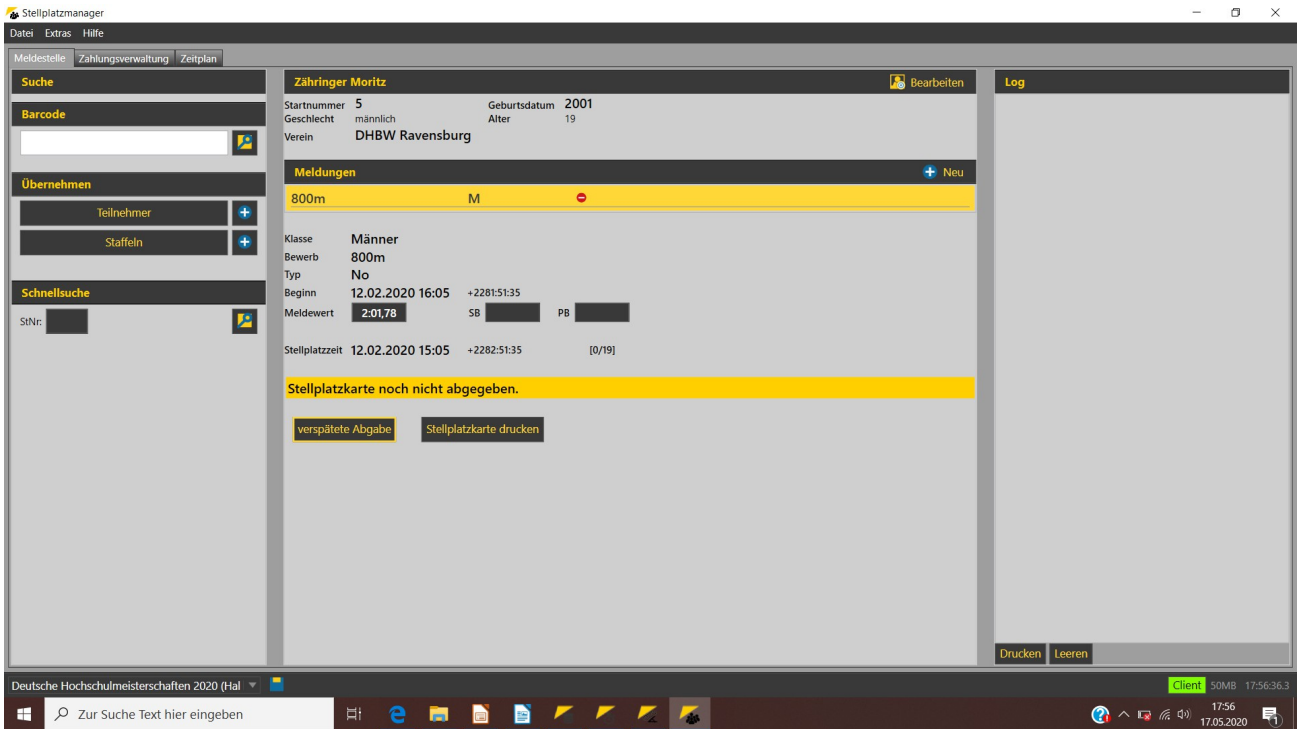 Stellplatzmanager
Datei Extras Hilfe
Meldestelle Zahlungsverwaltung Zeitplan
Suche
Barcode
Übernehmen
Teilnehmer
Staffeln
Schnellsuche
StNr:
Zähringer Moritz Bearbeiten
Startnummer 5 Geburtsdatum 2001
Geschlecht männlich Alter 19
Verein DHBW Ravensburg
Meldungen Neu
800m M
Klasse Männer
Bewerb 800m
Typ No
Beginn 12.02.2020 16:05 +2281:51:35
Meldewert 2:01,78 SB PB
Stellplatzzeit 12.02.2020 15:05 +2282:51:35 [0/19]
Stellplatzkarte noch nicht abgegeben.
verspätete Abgabe Stellplatzkarte drucken
Log
Drucken Leeren
Deutsche Hochschulmeisterschaften 2020 (Hal
Client 50MB 17:56:36.3
Zur Suche Text hier eingeben
17:56
17.05.2020